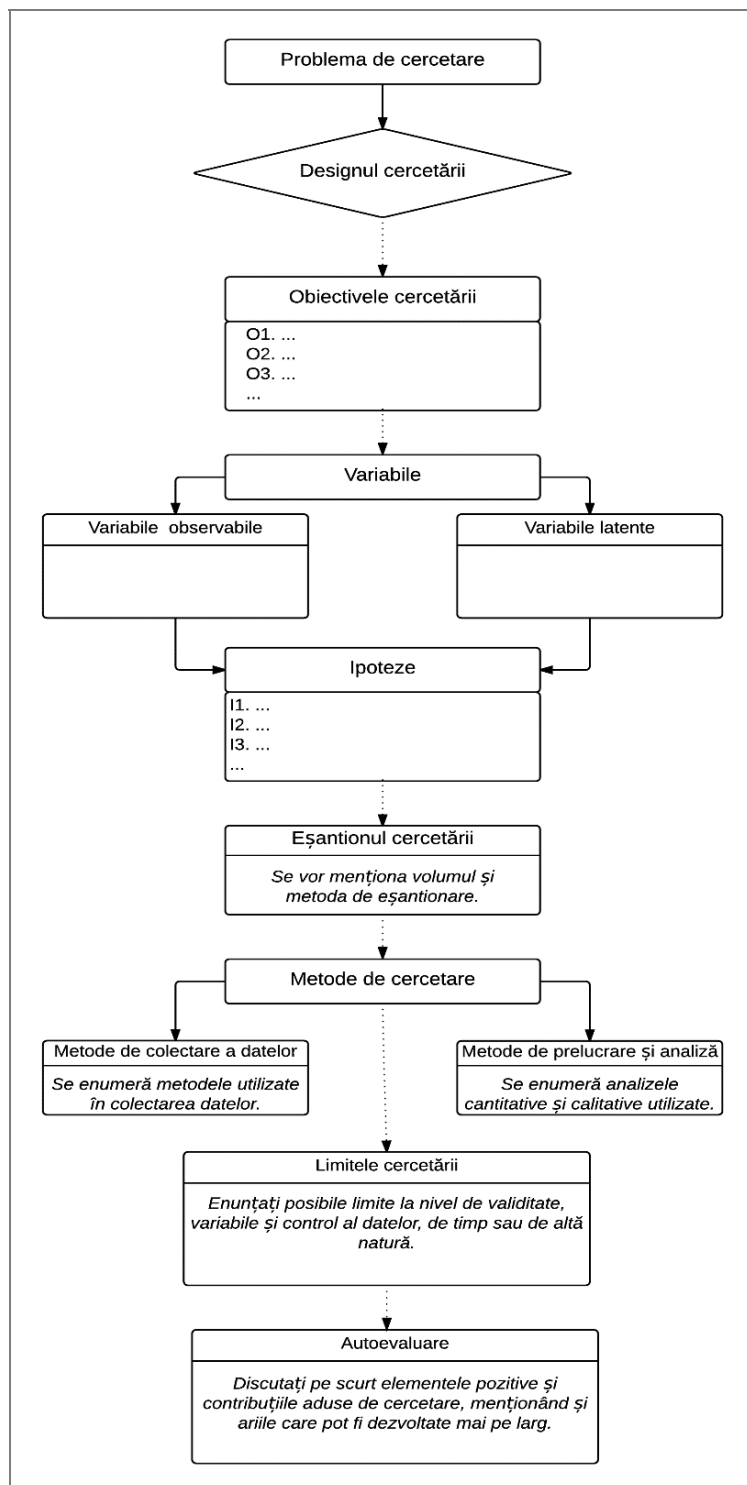 Problema de cercetare
Designul cercetării
Obiectivele cercetării
O1. ...
O2. ...
O3. ...
...
Variabile
Variabile observabile
Variabile latente
Ipoteze
I1. ...
I2. ...
I3. ...
...
Eșantionul cercetării
Se vor menționa volumul și
metoda de eșantionare.
Metode de cercetare
Metode de colectare a datelor
Se enumeră metodele utilizate
în colectarea datelor.
Metode de prelucrare și analiză
Se enumeră analizele
cantitative și calitative utilizate.
Limitele cercetării
Enunțați posibile limite la nivel de validitate,
variabile și control al datelor, de timp sau de altă
natură.
Autoevaluare
Discutați pe scurt elementele pozitive și
contribuțiile aduse de cercetare, menționând și
ariile care pot fi dezvoltate mai pe larg.